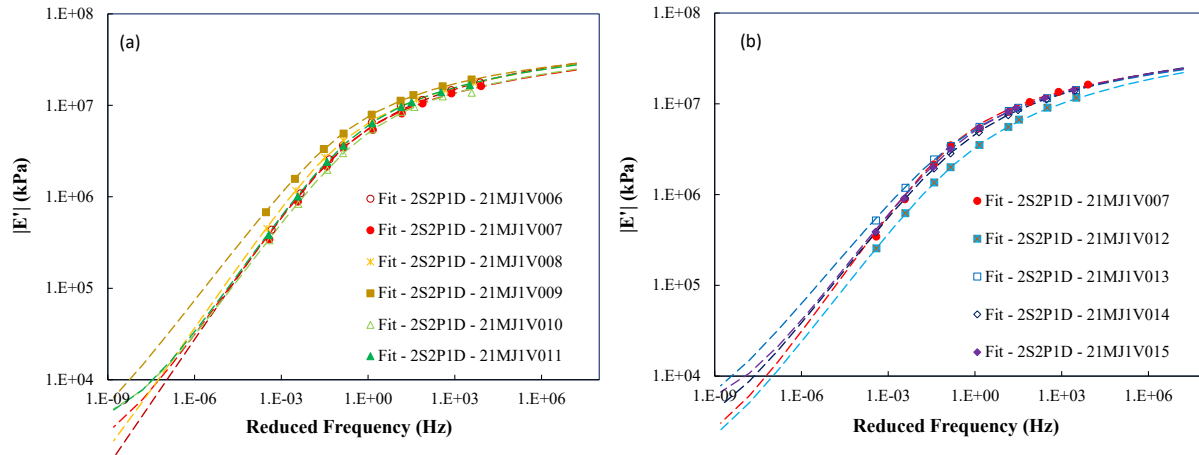 (a)
1.E+08
1.E+07
1.E+06
1.E+05
1.E+04
|E'| (kPa)
Fit - 2S2P1D - 21MJ1V006
Fit - 2S2P1D - 21MJ1V007
Fit - 2S2P1D - 21MJ1V008
Fit - 2S2P1D - 21MJ1V009
Fit - 2S2P1D - 21MJ1V010
Fit - 2S2P1D - 21MJ1V011
1.E-09 1.E-06 1.E-03 1.E+00 1.E+03 1.E+06
Reduced Frequency (Hz)
(b)
1.E+08
1.E+07
1.E+06
1.E+05
1.E+04
|E'| (kPa)
Fit - 2S2P1D - 21MJ1V007
Fit - 2S2P1D - 21MJ1V012
Fit - 2S2P1D - 21MJ1V013
Fit - 2S2P1D - 21MJ1V014
Fit - 2S2P1D - 21MJ1V015
1.E-09 1.E-06 1.E-03 1.E+00 1.E+03 1.E+06
Reduced Frequency (Hz)